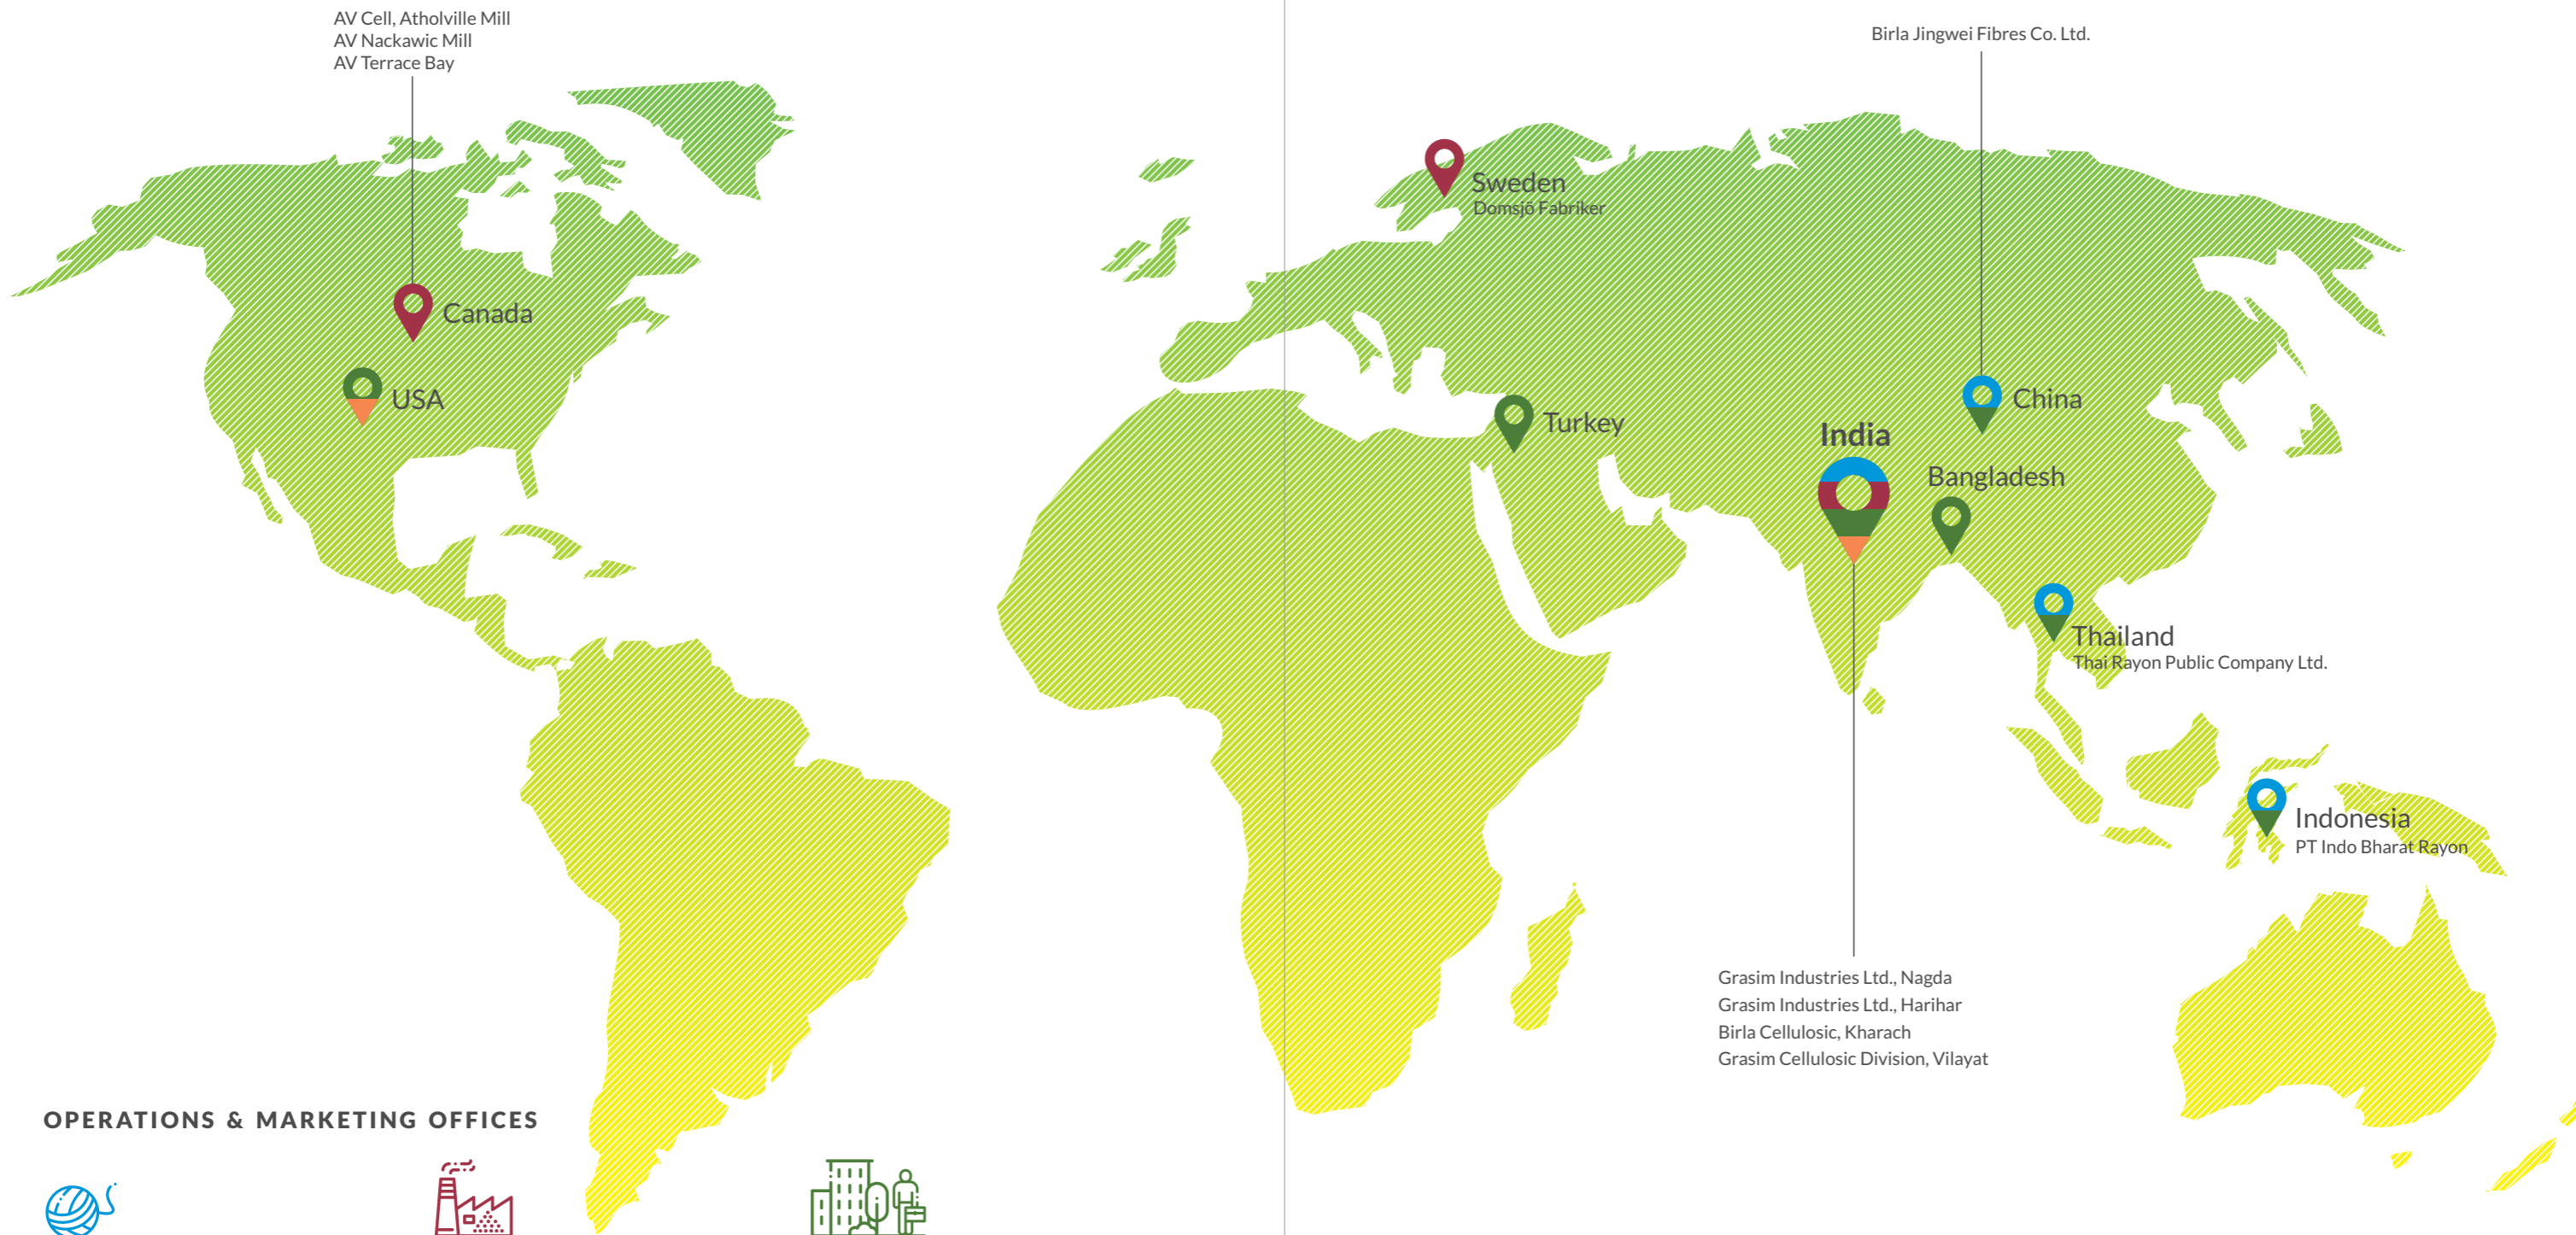 AV Cell, Atholville Mill
AV Nackawic Mill
AV Terrace Bay
Birla Jingwei Fibres Co. Ltd.
Sweden
Domsjö Fabriker
Canada
USA
Turkey
China
India
Bangladesh
Thailand
Thai Rayon Public Company Ltd.
Indonesia
PT Indo Bharat Rayon
Grasim Industries Ltd., Nagda
Grasim Industries Ltd., Harihar
Birla Cellulosic, Kharach
Grasim Cellulosic Division, Vilayat
OPERATIONS & MARKETING OFFICES